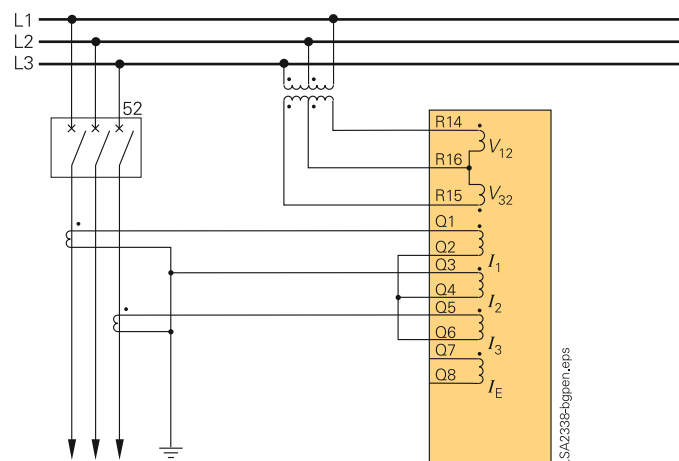 L1
L2
L3
52
R14
V12
R16
R15
V32
Q1
Q2
I1
Q3
Q4
I2
Q5
Q6
I3
Q7
Q8
IE
LSA2338-bgpen.eps